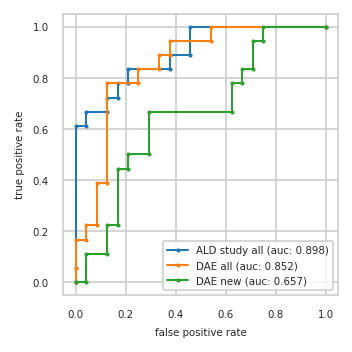 1.0
0.8
0.6
0.4
0.2
0.0
true positive rate
ALD study all (auc: 0.898)
DAE all (auc: 0.852)
DAE new (auc: 0.657)
0.0 0.2 0.4 0.6 0.8 1.0
false positive rate